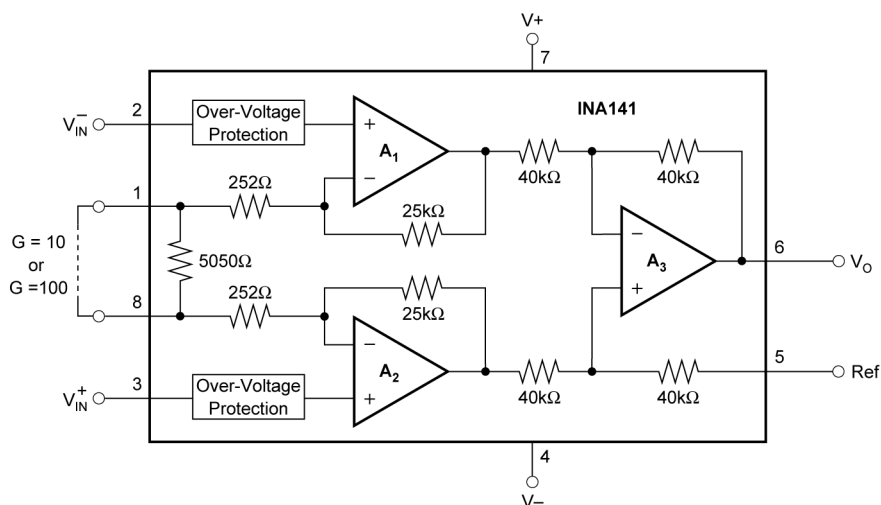 V+
7
INA141
2
V–IN
Over-Voltage
Protection
+
A1
–
40kΩ
40kΩ
1
252Ω
25kΩ
G = 10
or
G =100
5050Ω
–
A3
+
6
VO
8
252Ω
25kΩ
–
A2
+
3
V+IN
Over-Voltage
Protection
40kΩ
40kΩ
5
Ref
4
V–